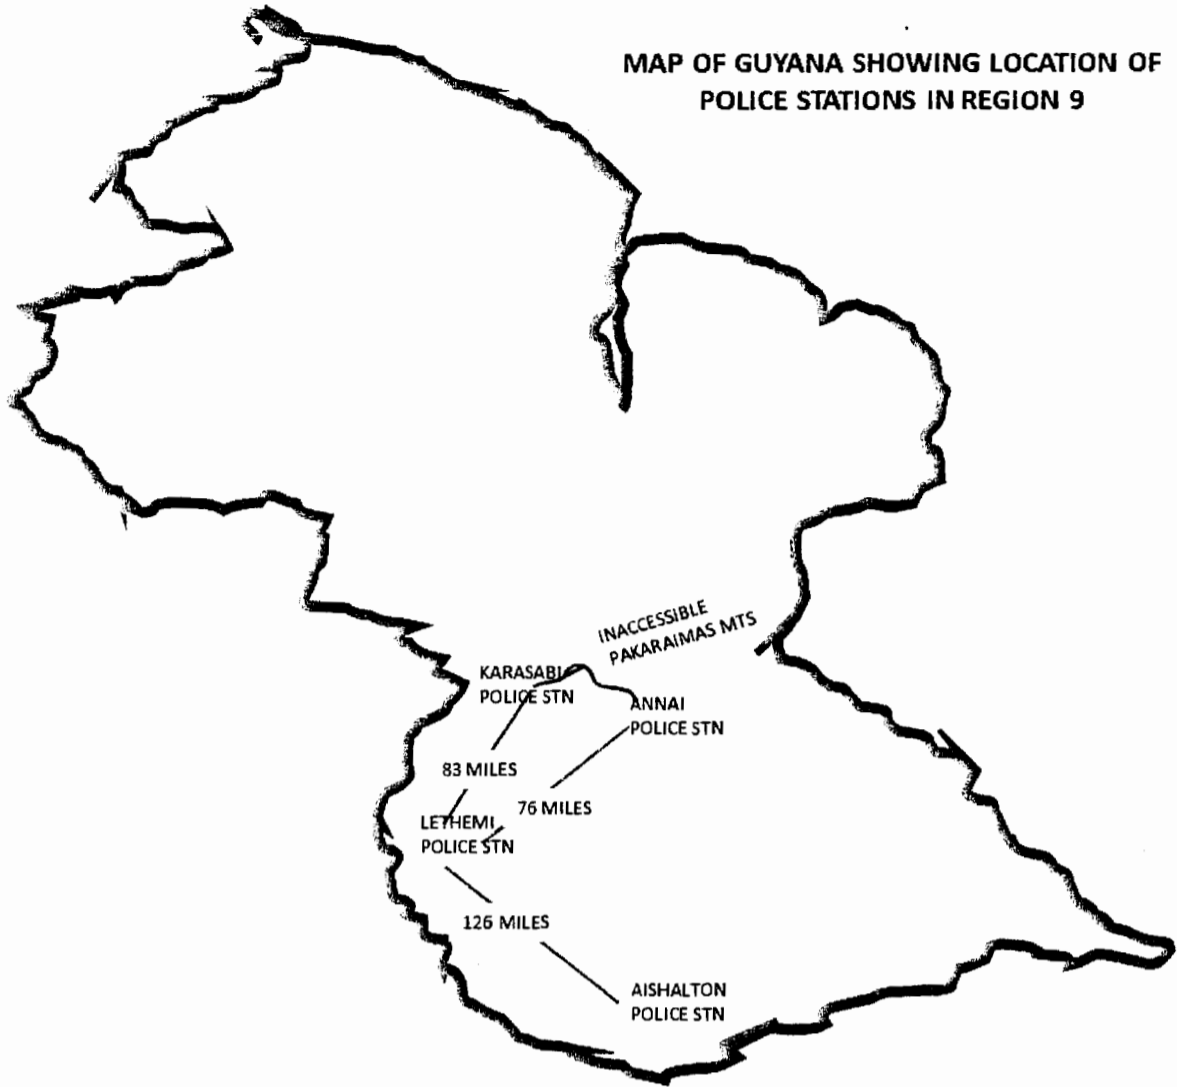 MAP OF GUYANA SHOWING LOCATION OF
POLICE STATIONS IN REGION 9
INACCESSIBLE
PAKARAIMAS MTS
KARASABI
POLICE STN
ANNAI
POLICE STN
83 MILES
76 MILES
LETHEMI
POLICE STN
126 MILES
AISHALTON
POLICE STN